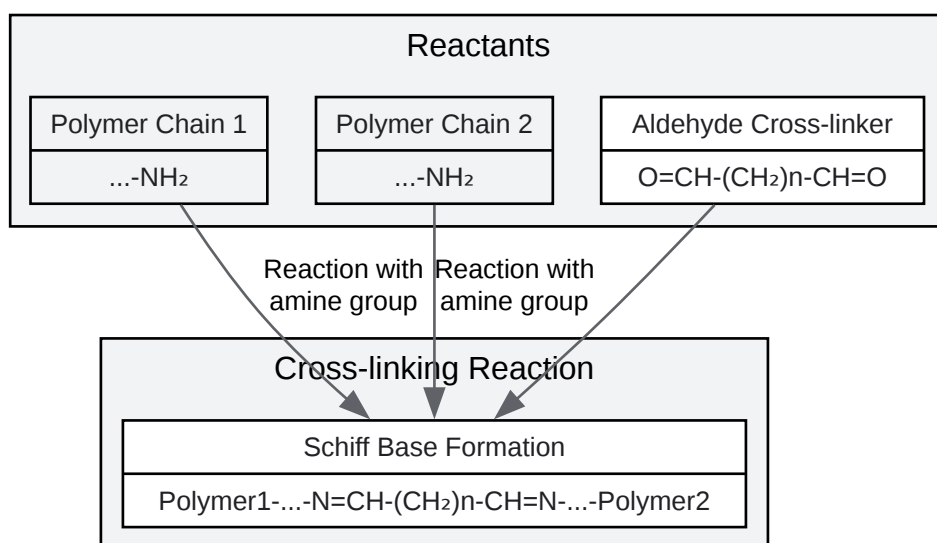 Reactants
Polymer Chain 1
...-NH₂
Polymer Chain 2
...-NH₂
Aldehyde Cross-linker
O=CH-(CH₂)n-CH=O
Reaction with
amine group
Reaction with
amine group
Cross-linking Reaction
Schiff Base Formation
Polymer1-...-N=CH-(CH₂)n-CH=N-...-Polymer2